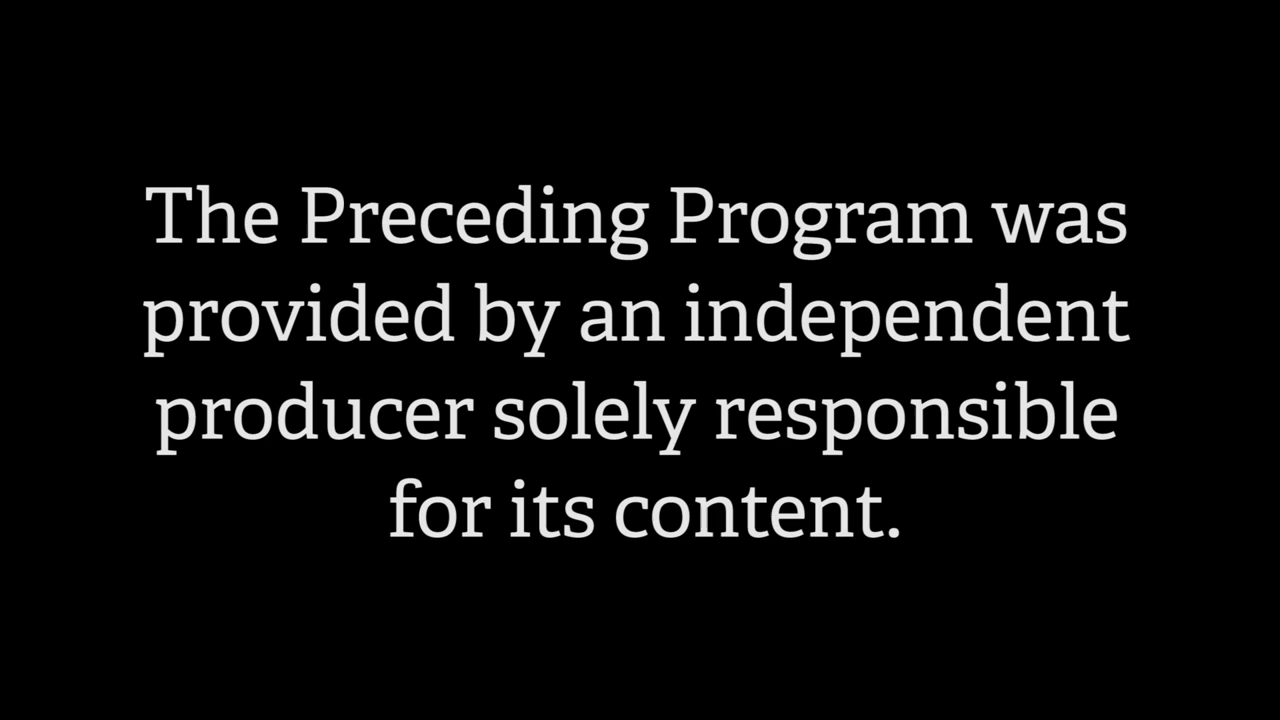 The Preceding Program was
provided by an independent
producer solely responsible
for its content.